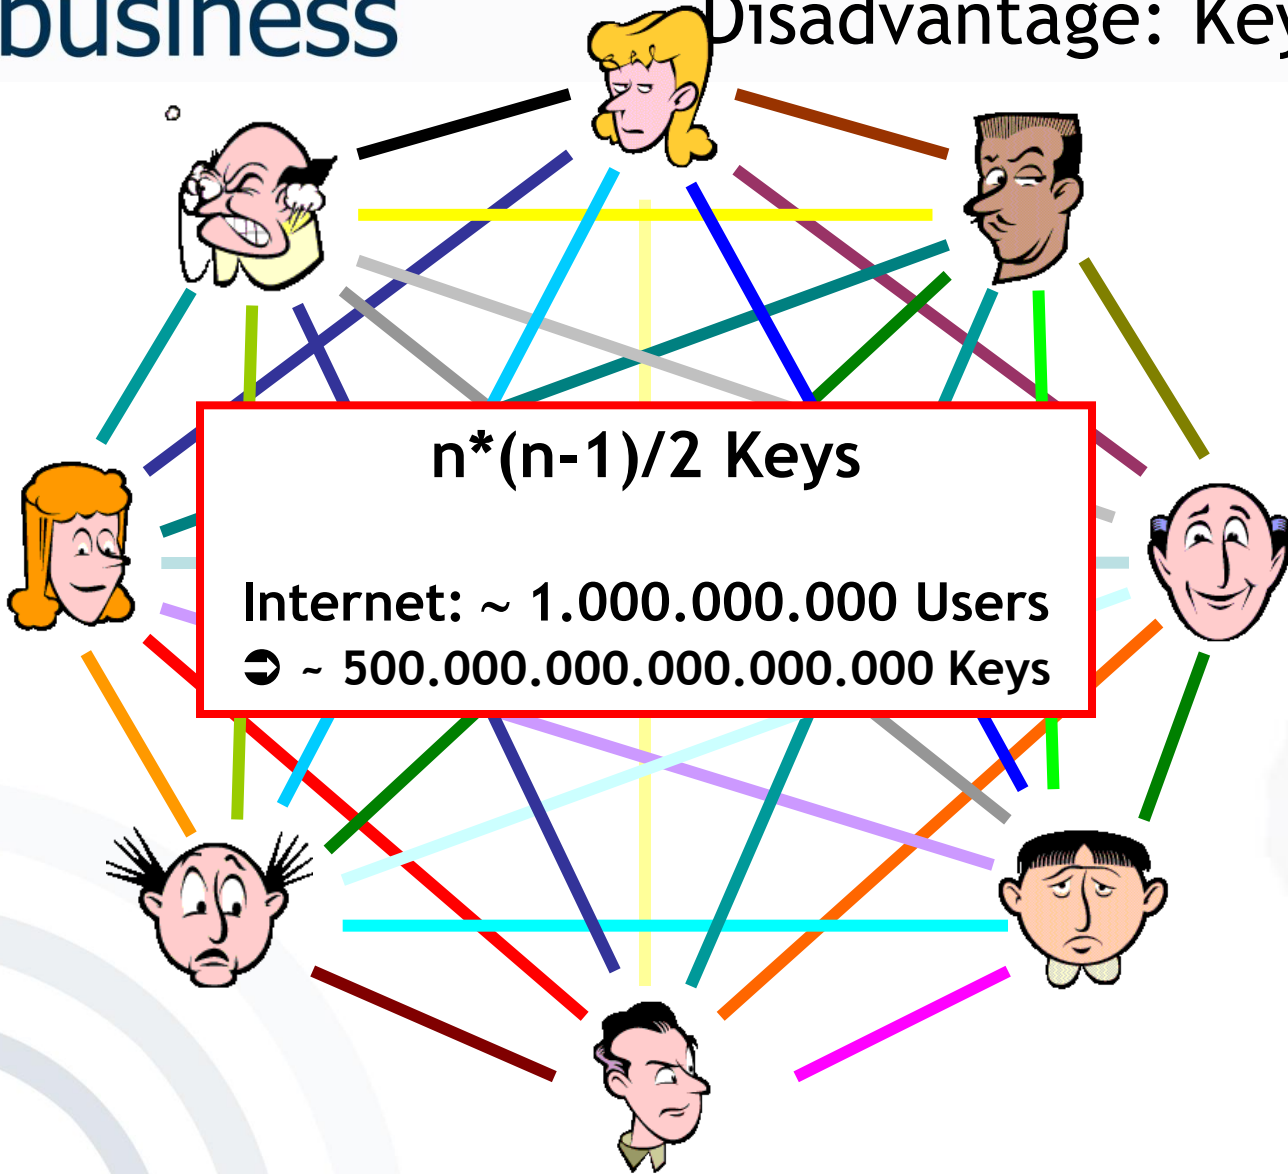 business
Disadvantage: Key
n*(n-1)/2 Keys
Internet: ~ 1.000.000.000 Users
➲ ~ 500.000.000.000.000.000 Keys